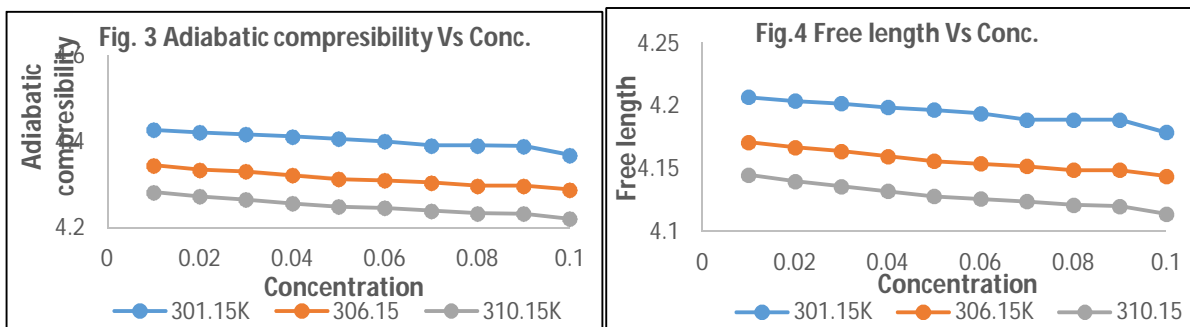 Fig. 3 Adiabatic compresibility Vs Conc.
Adiabatic
compresibility
4.6
4.4
4.2
0 0.02 0.04 0.06 0.08 0.1
Concentration
301.15K 306.15 310.15K
Fig.4 Free length Vs Conc.
Free length
4.25
4.2
4.15
4.1
0 0.02 0.04 0.06 0.08 0.1
Concentration
301.15K 306.15K 310.15